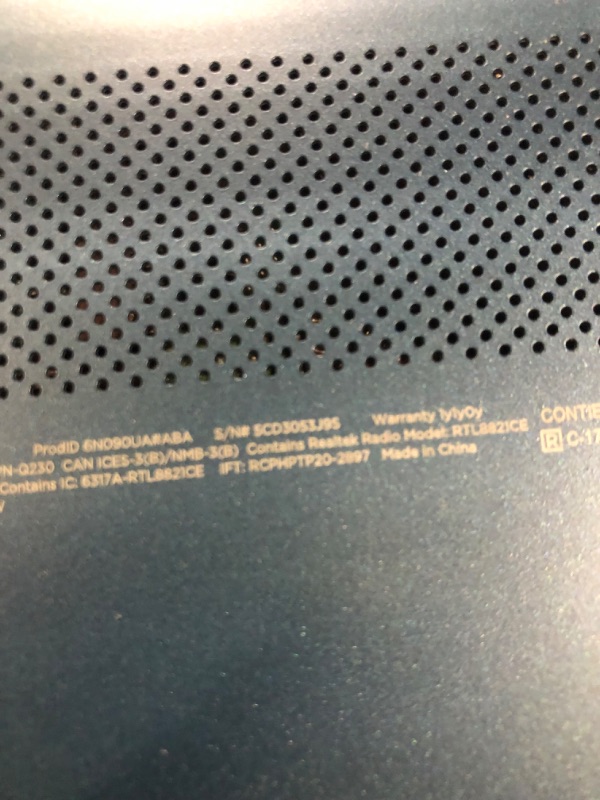 ProdID 6N090UA#ABA S/N# 5CD3053J9S Warranty 1y1y0y CONTIE
N-Q230 CAN ICES-3(B)/NMB-3(B) Contains Realtek Radio Model: RTL8821CE R C-17
Contains IC: 6317A-RTL8821CE IFT: RCPHPTP20-2897 Made in China